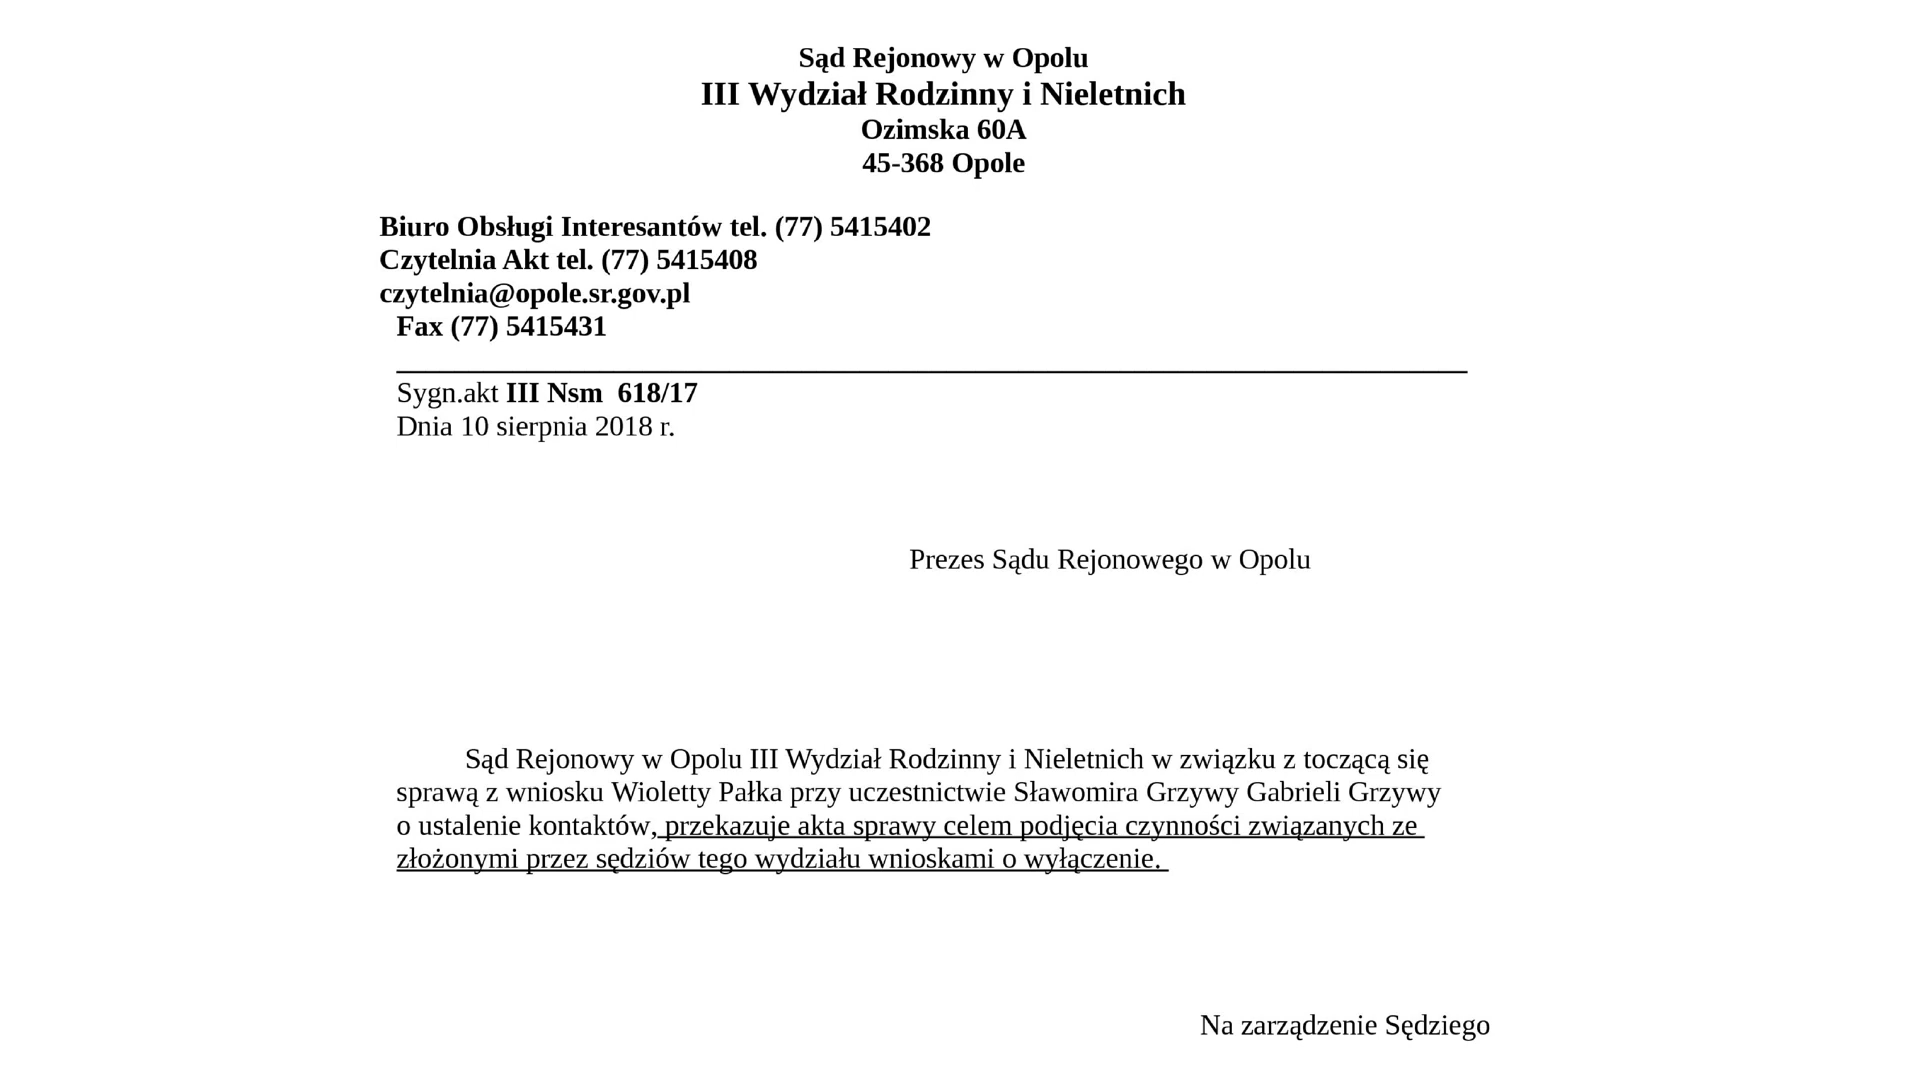 Sąd Rejonowy w Opolu
III Wydział Rodzinny i Nieletnich
Ozimska 60A
45-368 Opole
Biuro Obsługi Interesantów tel. (77) 5415402
Czytelnia Akt tel. (77) 5415408
czytelnia@opole.sr.gov.pl
Fax (77) 5415431
Sygn.akt III Nsm  618/17
Dnia 10 sierpnia 2018 r.
Prezes Sądu Rejonowego w Opolu
Sąd Rejonowy w Opolu III Wydział Rodzinny i Nieletnich w związku z toczącą się
sprawą z wniosku Wioletty Pałka przy uczestnictwie Sławomira Grzywy Gabrieli Grzywy
o ustalenie kontaktów, przekazuje akta sprawy celem podjęcia czynności związanych ze
złożonymi przez sędziów tego wydziału wnioskami o wyłączenie.
Na zarządzenie Sędziego